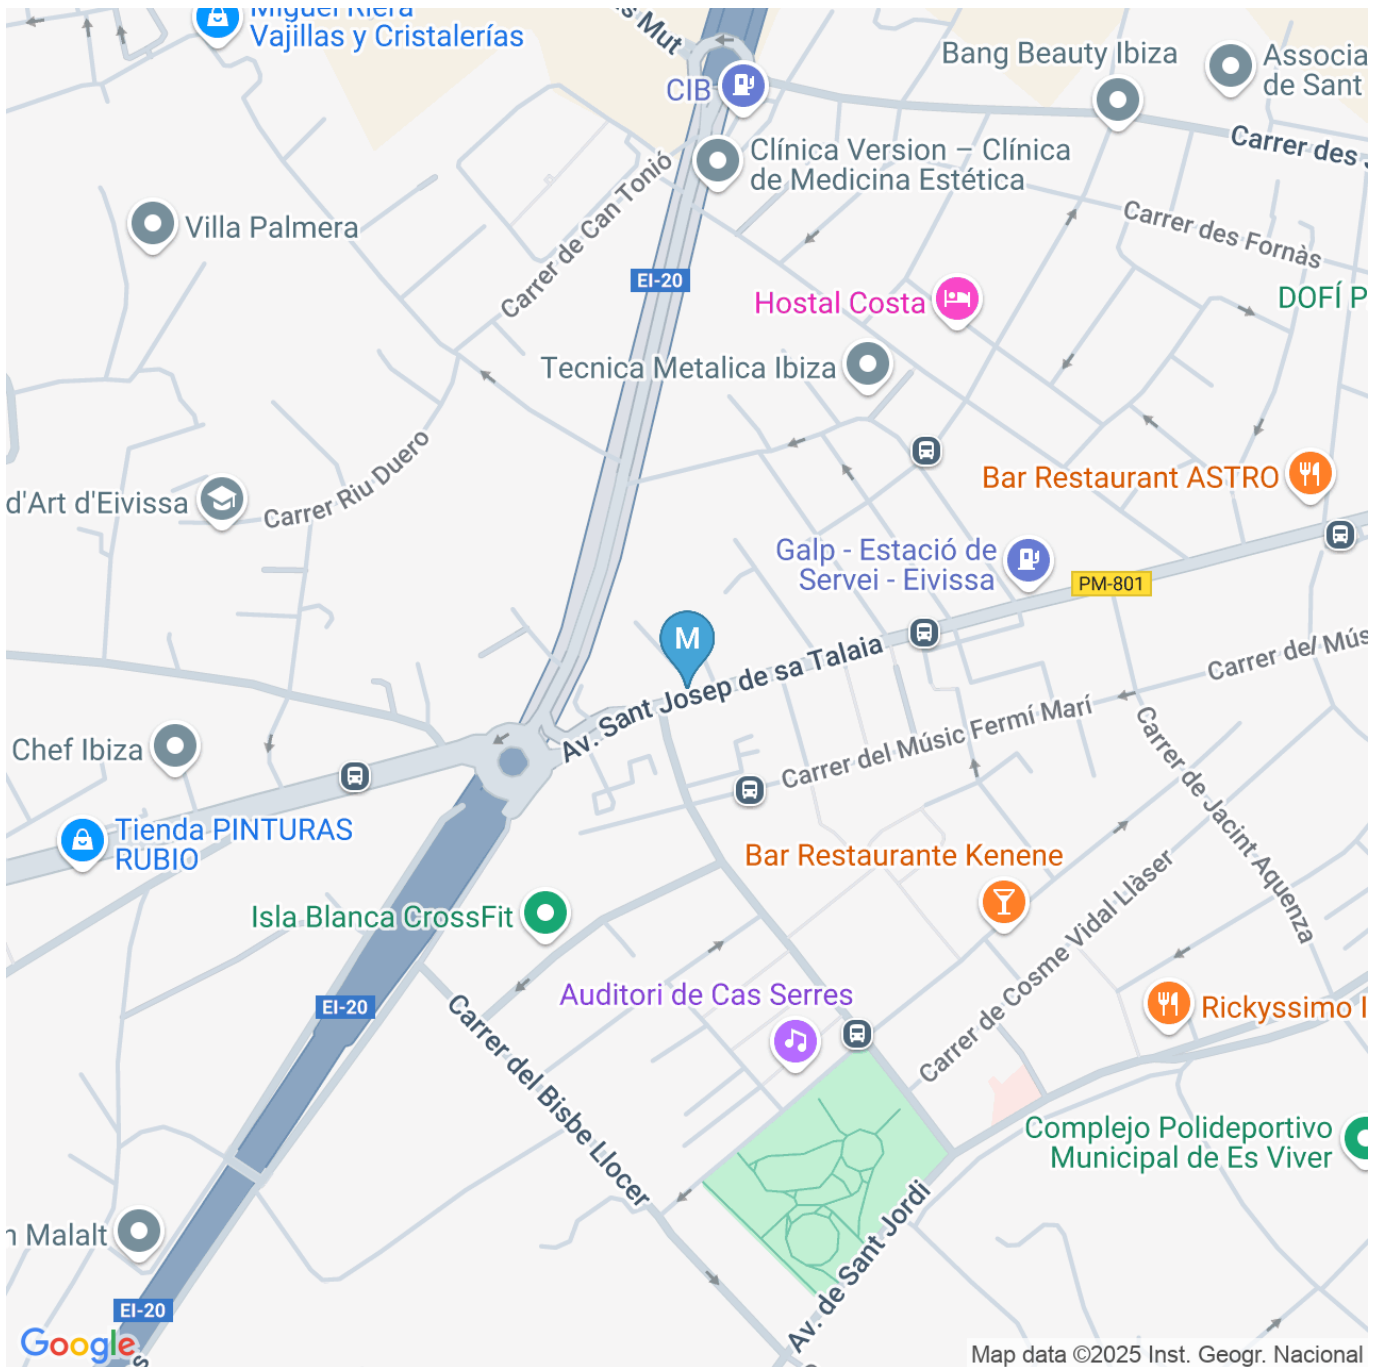 Miguel Riera
Vajillas y Cristalerías
Mut
CIB
Bang Beauty Ibiza
Associa
de Sant
Carrer des
Clínica Version – Clínica
de Medicina Estética
Carrer de Can Tonió
Villa Palmera
Carrer des Fornàs
EI-20
Hostal Costa
DOFÍ P
Tecnica Metalica Ibiza
Carrer Riu Duero
d'Art d'Eivissa
Bar Restaurant ASTRO
Galp - Estació de
Servei - Eivissa
PM-801
M
Av. Sant Josep de sa Talaia
Carrer del Mús
Carrer del Músic Fermí Marí
Carrer de Jacint Aquenza
Chef Ibiza
Tienda PINTURAS
RUBIO
Bar Restaurante Kenene
Isla Blanca CrossFit
Carrer de Cosme Vidal Llàser
Auditori de Cas Serres
EI-20
Rickyssimo I
Carrer del Bisbe Llocer
Complejo Polideportivo
Municipal de Es Viver
n Malalt
Av. de Sant Jordi
EI-20
Google
Map data ©2025 Inst. Geogr. Nacional